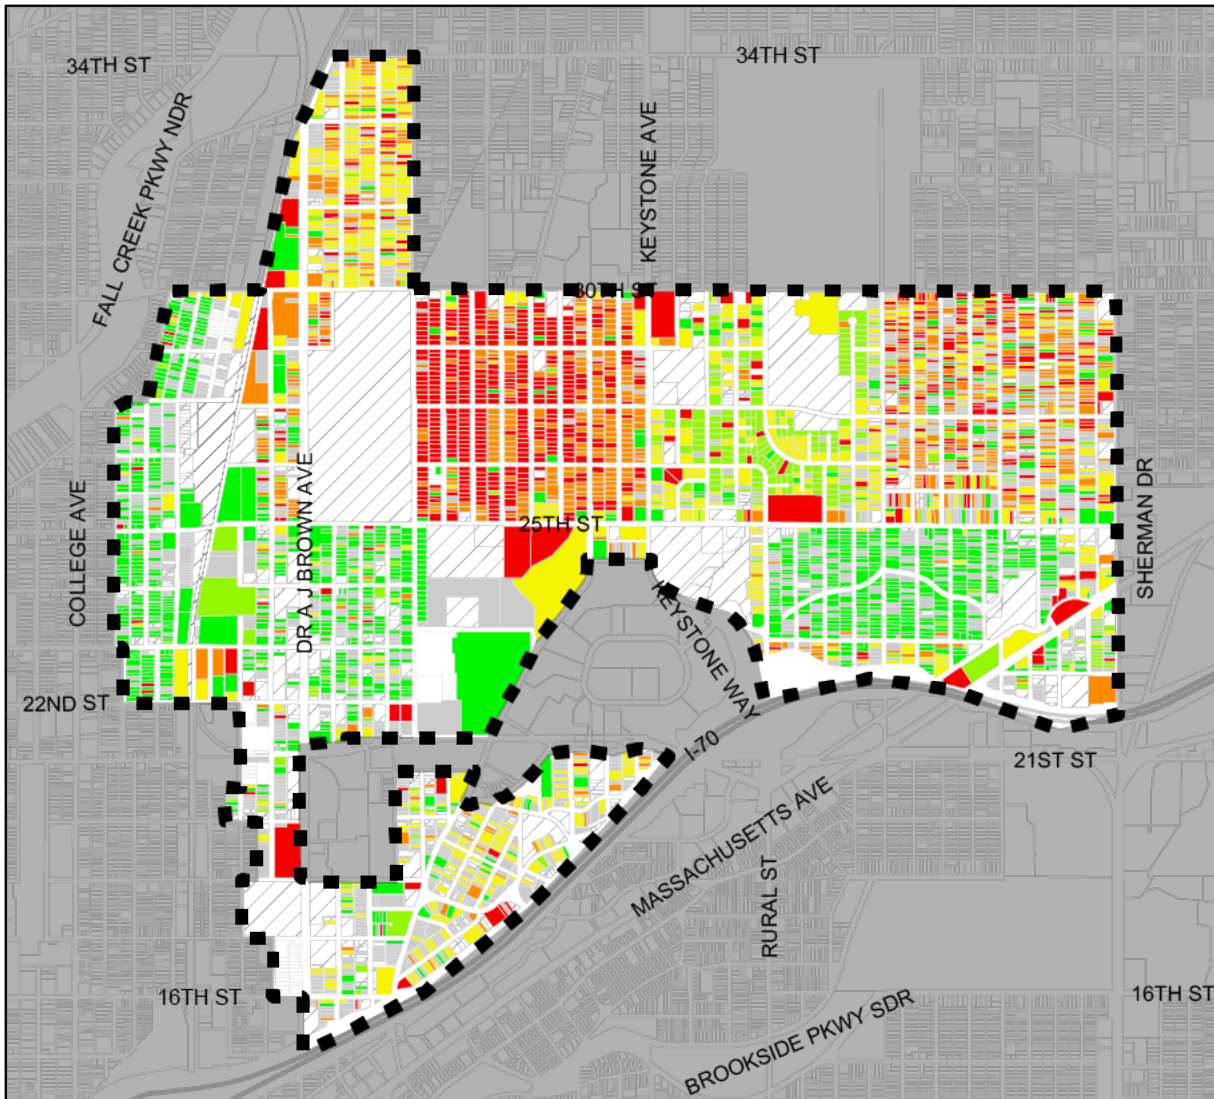 34TH ST
34TH ST
FALL CREEK PKWY NDR
KEYSTONE AVE
30TH ST
COLLEGE AVE
DR A J BROWN AVE
25TH ST
SHERMAN DR
KEYSTONE WAY
22ND ST
I-70
21ST ST
MASSACHUSETTS AVE
RURAL ST
16TH ST
16TH ST
BROOKSIDE PKWY SDR